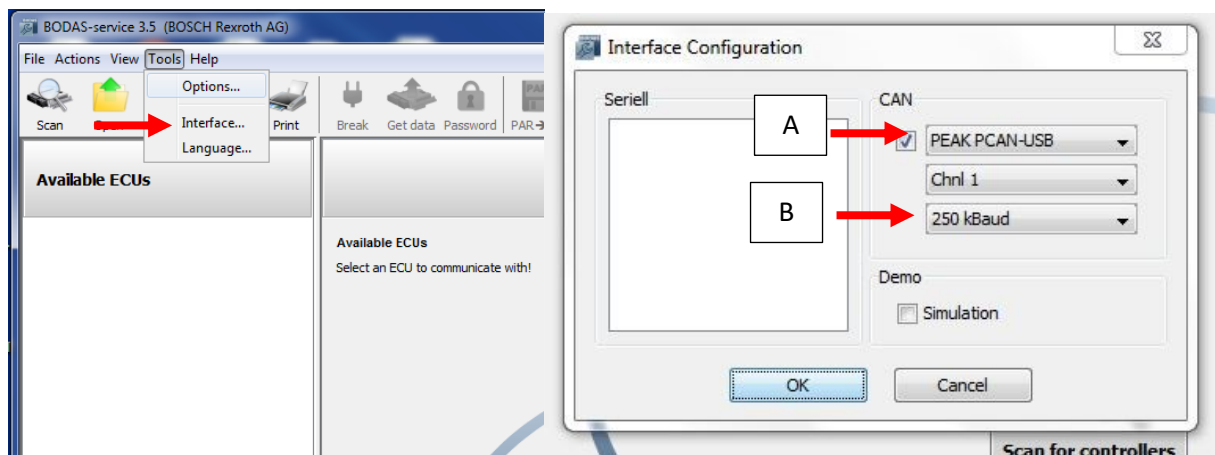 BODAS-service 3.5 (BOSCH Rexroth AG)
File Actions View Tools Help
Options...
Interface...
Language...
Scan Print Break Get data Password PAR→
Available ECUs
Available ECUs
Select an ECU to communicate with!
Interface Configuration
Seriell
CAN
A
PEAK PCAN-USB
Chnl 1
B
250 kBaud
Demo
Simulation
OK
Cancel
Scan for controllers